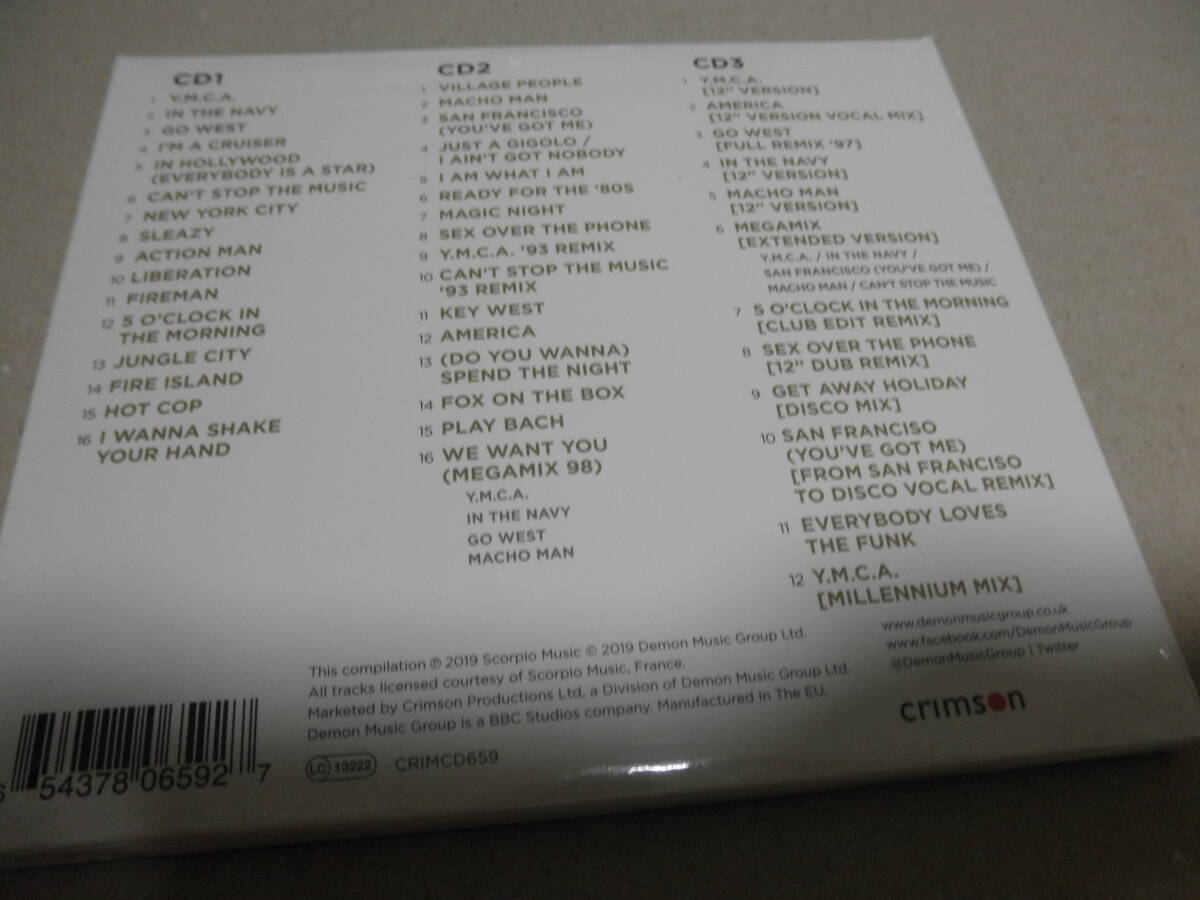 CD1
1 Y.M.C.A.
2 IN THE NAVY
3 GO WEST
4 I'M A CRUISER
5 IN HOLLYWOOD
(EVERYBODY IS A STAR)
6 CAN'T STOP THE MUSIC
7 NEW YORK CITY
8 SLEAZY
9 ACTION MAN
10 LIBERATION
11 FIREMAN
12 5 O'CLOCK IN
THE MORNING
13 JUNGLE CITY
14 FIRE ISLAND
15 HOT COP
16 I WANNA SHAKE
YOUR HAND
CD2
1 VILLAGE PEOPLE
2 MACHO MAN
3 SAN FRANCISCO
(YOU'VE GOT ME)
4 JUST A GIGOLO /
I AIN'T GOT NOBODY
5 I AM WHAT I AM
6 READY FOR THE '80S
7 MAGIC NIGHT
8 SEX OVER THE PHONE
9 Y.M.C.A. '93 REMIX
10 CAN'T STOP THE MUSIC
'93 REMIX
11 KEY WEST
12 AMERICA
13 (DO YOU WANNA)
SPEND THE NIGHT
14 FOX ON THE BOX
15 PLAY BACH
16 WE WANT YOU
(MEGAMIX 98)
Y.M.C.A.
IN THE NAVY
GO WEST
MACHO MAN
CD3
1 Y.M.C.A.
[12" VERSION]
2 AMERICA
[12" VERSION VOCAL MIX]
3 GO WEST
[FULL REMIX '97]
4 IN THE NAVY
[12" VERSION]
5 MACHO MAN
[12" VERSION]
6 MEGAMIX
[EXTENDED VERSION]
Y.M.C.A. / IN THE NAVY /
SAN FRANCISCO (YOU'VE GOT ME) /
MACHO MAN / CAN'T STOP THE MUSIC
7 5 O'CLOCK IN THE MORNING
[CLUB EDIT REMIX]
8 SEX OVER THE PHONE
[12" DUB REMIX]
9 GET AWAY HOLIDAY
[DISCO MIX]
10 SAN FRANCISO
(YOU'VE GOT ME)
[FROM SAN FRANCISO
TO DISCO VOCAL REMIX]
11 EVERYBODY LOVES
THE FUNK
12 Y.M.C.A.
[MILLENNIUM MIX]
This compilation ℗ 2019 Scorpio Music © 2019 Demon Music Group Ltd.
All tracks licensed courtesy of Scorpio Music, France.
Marketed by Crimson Productions Ltd, a Division of Demon Music Group Ltd.
Demon Music Group is a BBC Studios company. Manufactured In The EU.
www.demonmusicgroup.co.uk
www.facebook.com/DemonMusicGroup
@DemonMusicGroup | Twitter
crimson
LC 13222 CRIMCD659
6 54378 06592 7